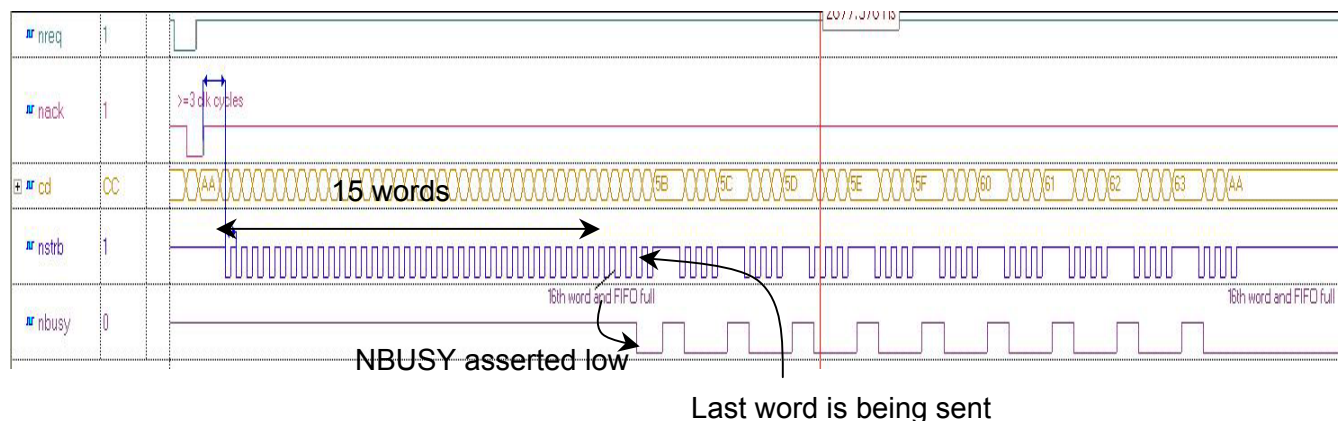 nreq 1
nack 1
>=3 clk cycles
cd CC AA 15 words 5B 5C 5D 5E 5F 60 61 62 63 AA
nstrb 1
16th word and FIFO full
16th word and FIFO full
nbusy 0
NBUSY asserted low
Last word is being sent